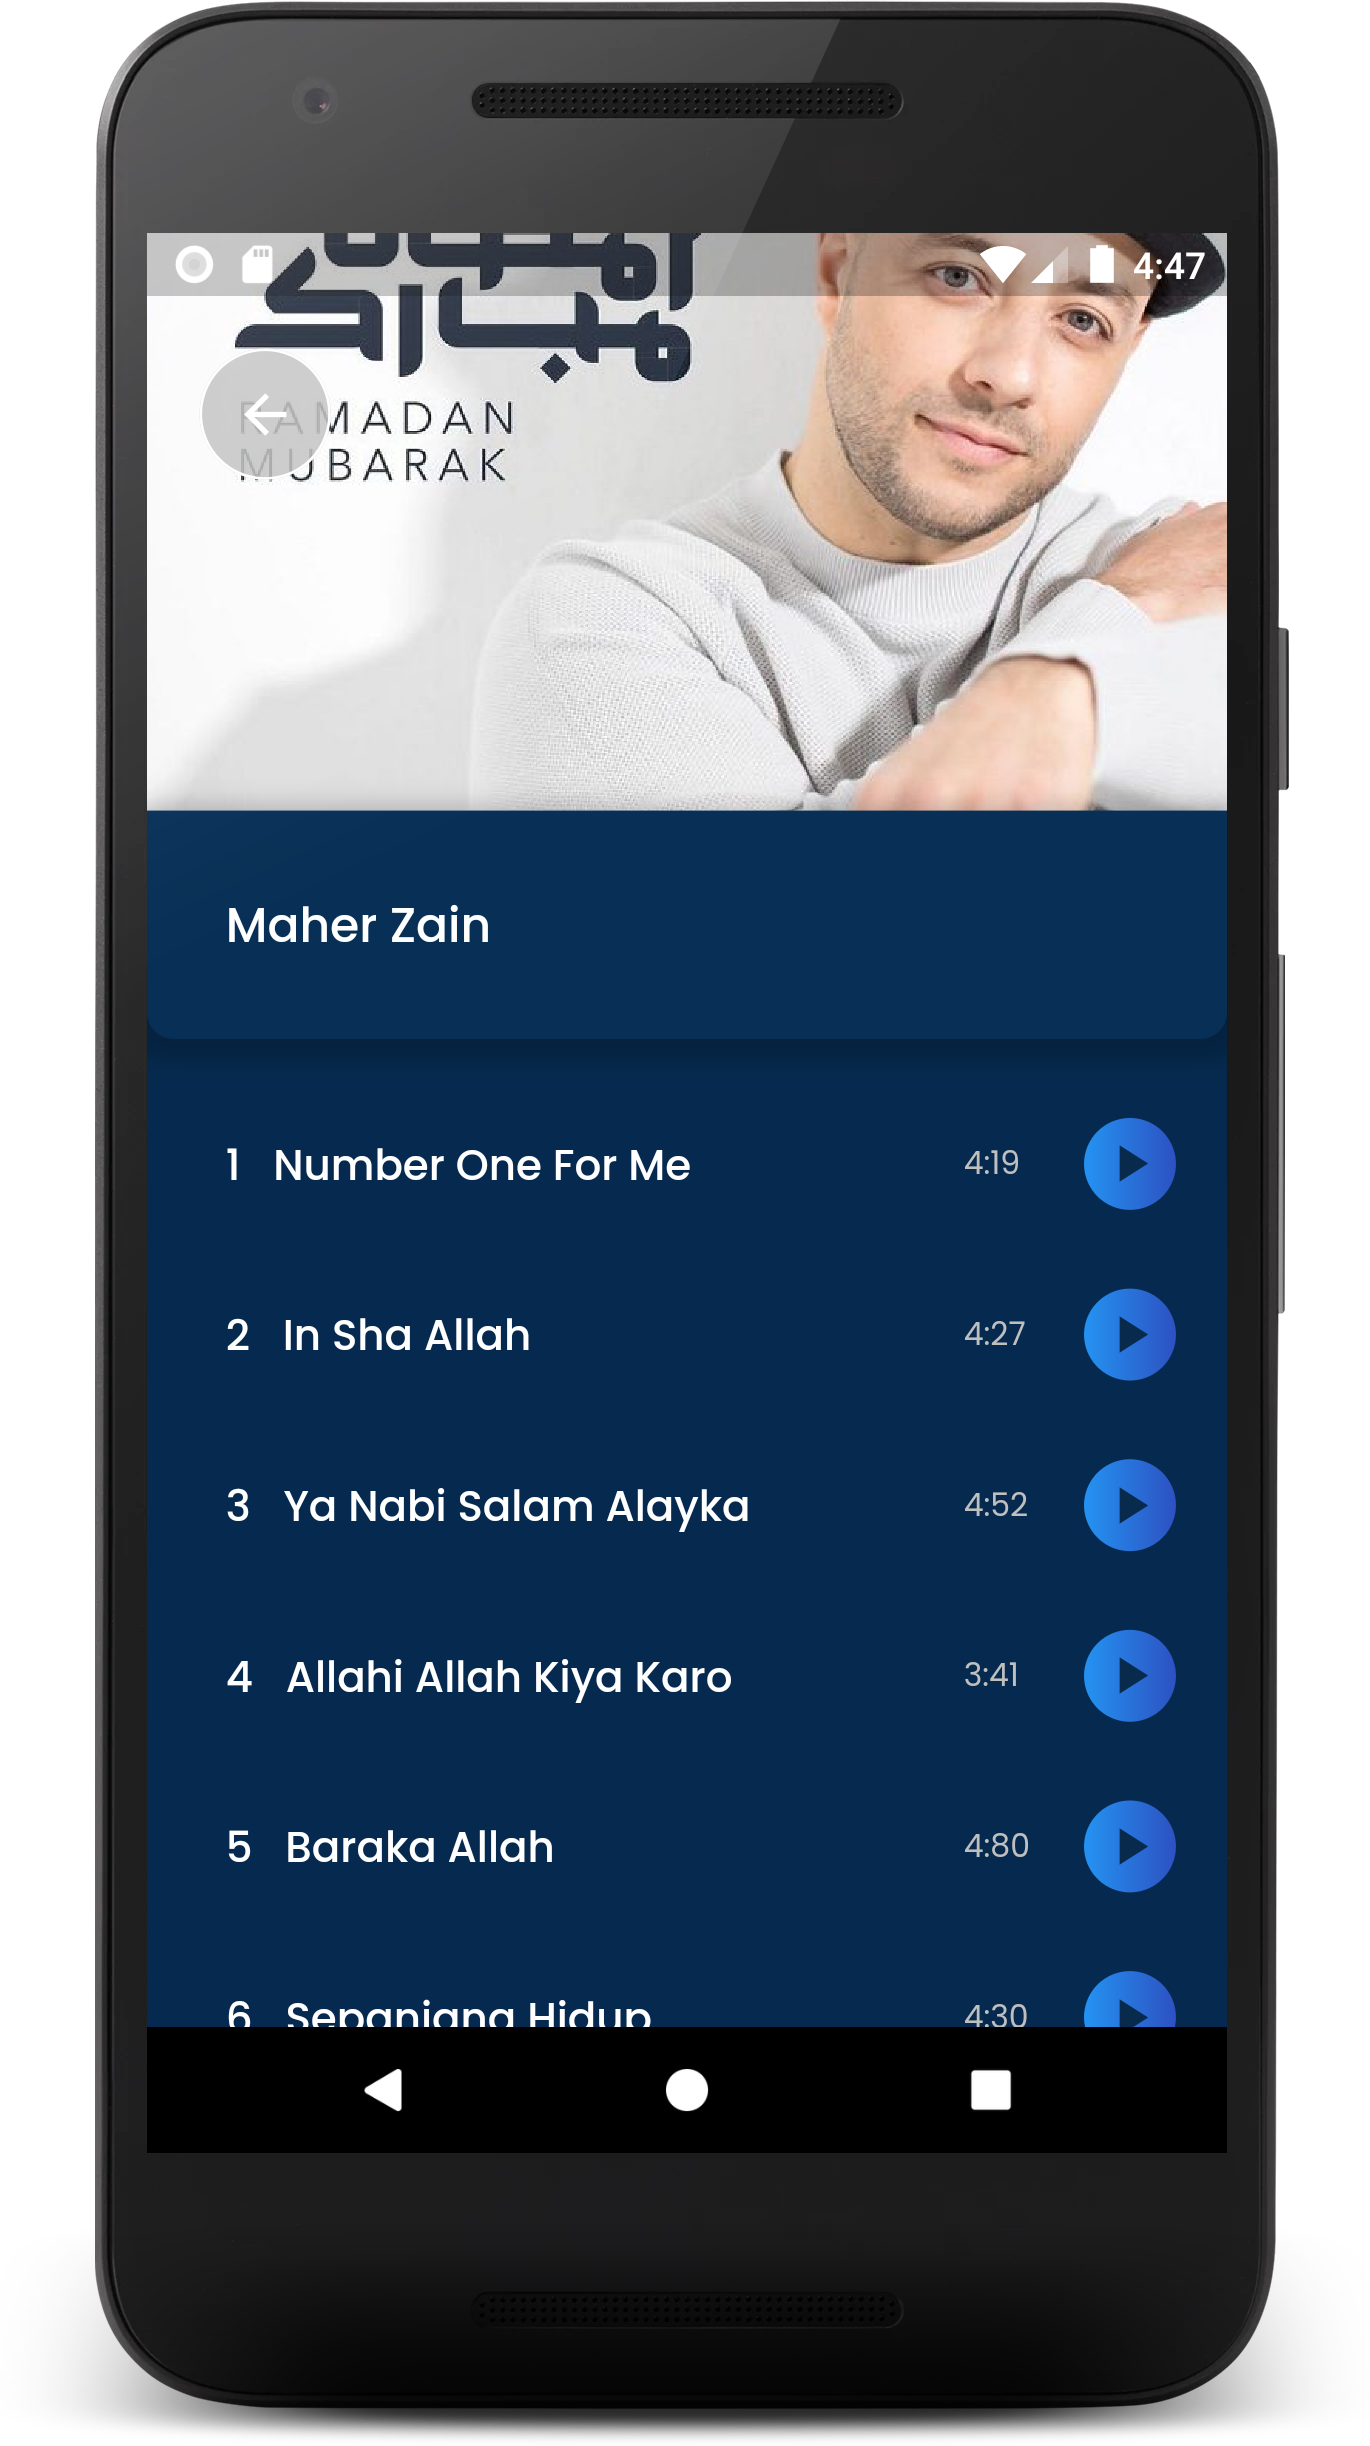 4:47
مبارك
RAMADAN
MUBARAK
Maher Zain
1 Number One For Me 4:19
2 In Sha Allah 4:27
3 Ya Nabi Salam Alayka 4:52
4 Allahi Allah Kiya Karo 3:41
5 Baraka Allah 4:80
6 Sepanjang Hidup 4:30